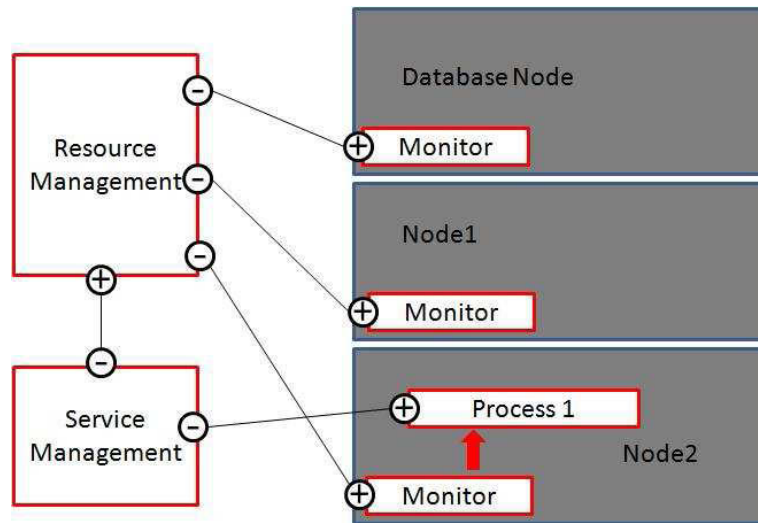 Database Node
Monitor
Resource
Management
Node1
Monitor
Process 1
Service
Management
Node2
Monitor